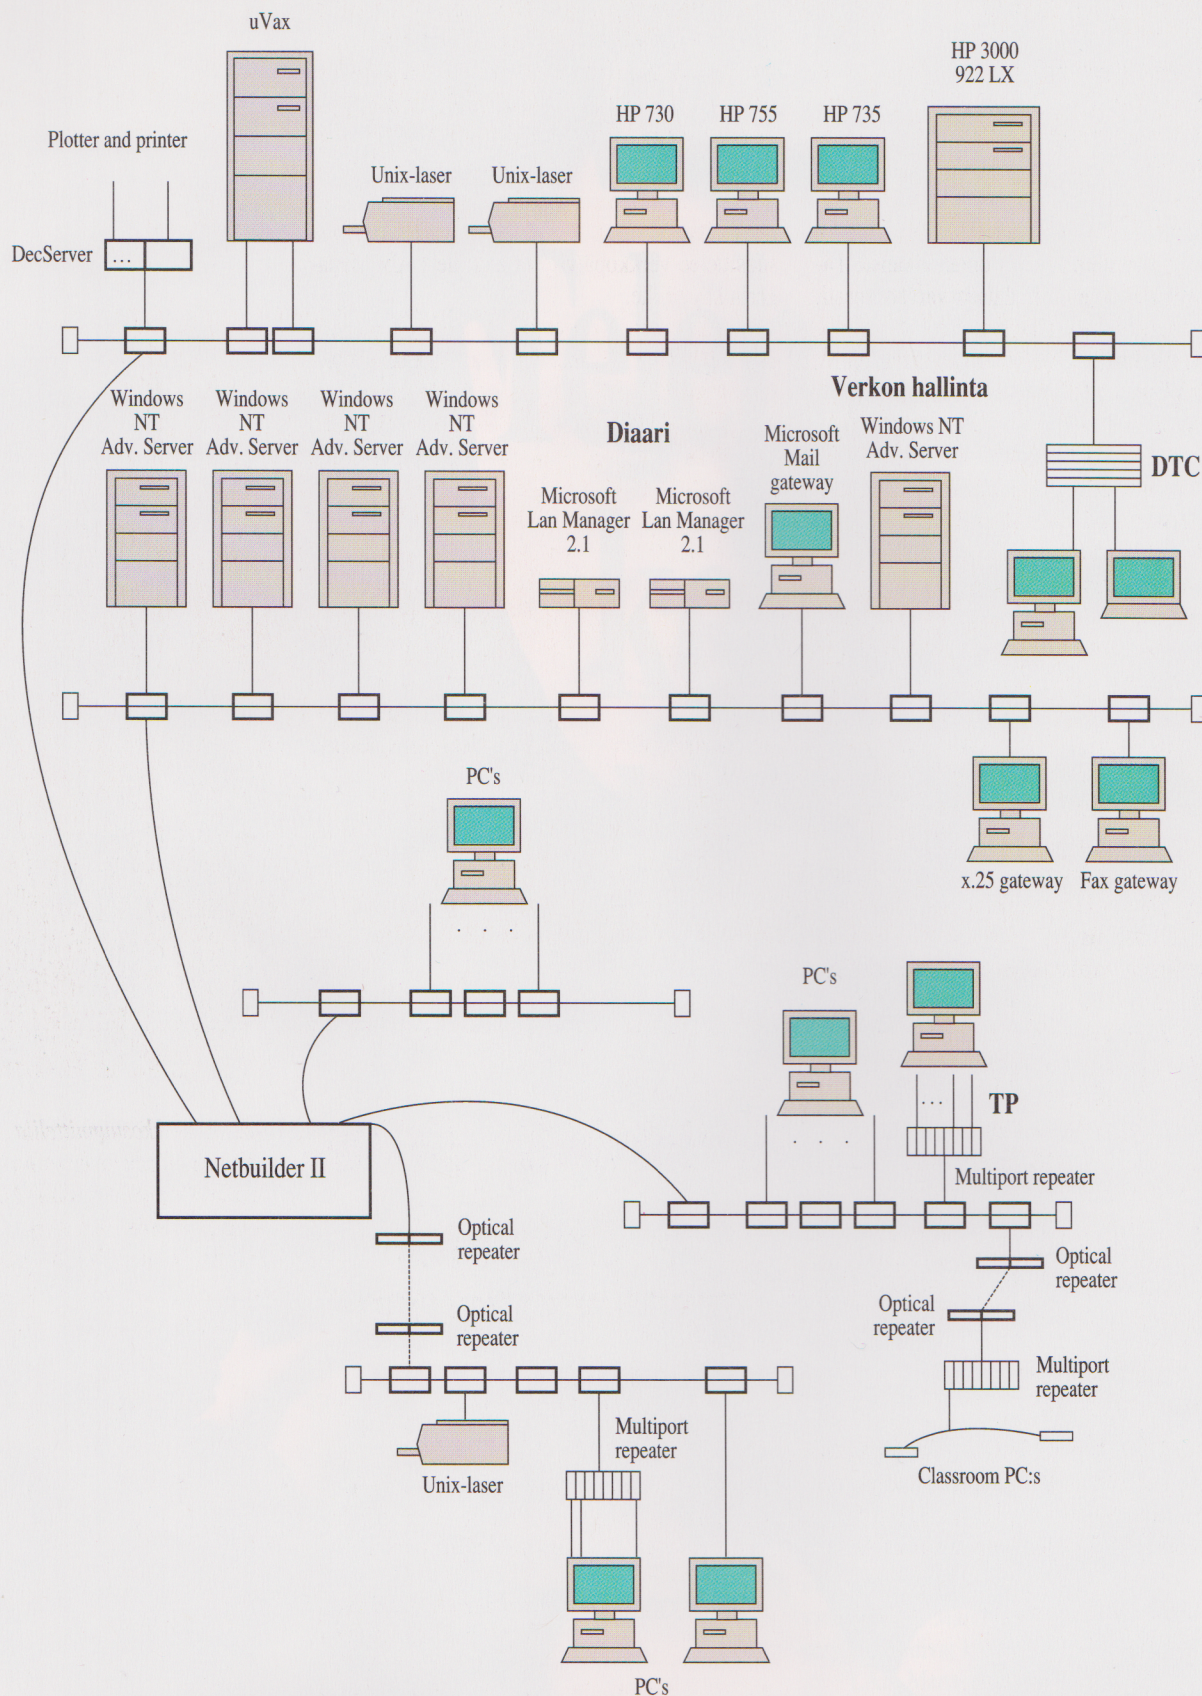 uVax
HP 3000
922 LX
HP 730
HP 755
HP 735
Plotter and printer
Unix-laser
Unix-laser
DecServer
...
Verkon hallinta
Windows
NT
Adv. Server
Windows
NT
Adv. Server
Windows
NT
Adv. Server
Windows
NT
Adv. Server
Diaari
Microsoft
Mail
gateway
Windows NT
Adv. Server
DTC
Microsoft
Lan Manager
2.1
Microsoft
Lan Manager
2.1
PC's
x.25 gateway
Fax gateway
. . .
PC's
...
TP
. . .
Netbuilder II
Multiport repeater
Optical
repeater
Optical
repeater
Optical
repeater
Optical
repeater
Multiport
repeater
Multiport
repeater
Unix-laser
Classroom PC:s
PC's